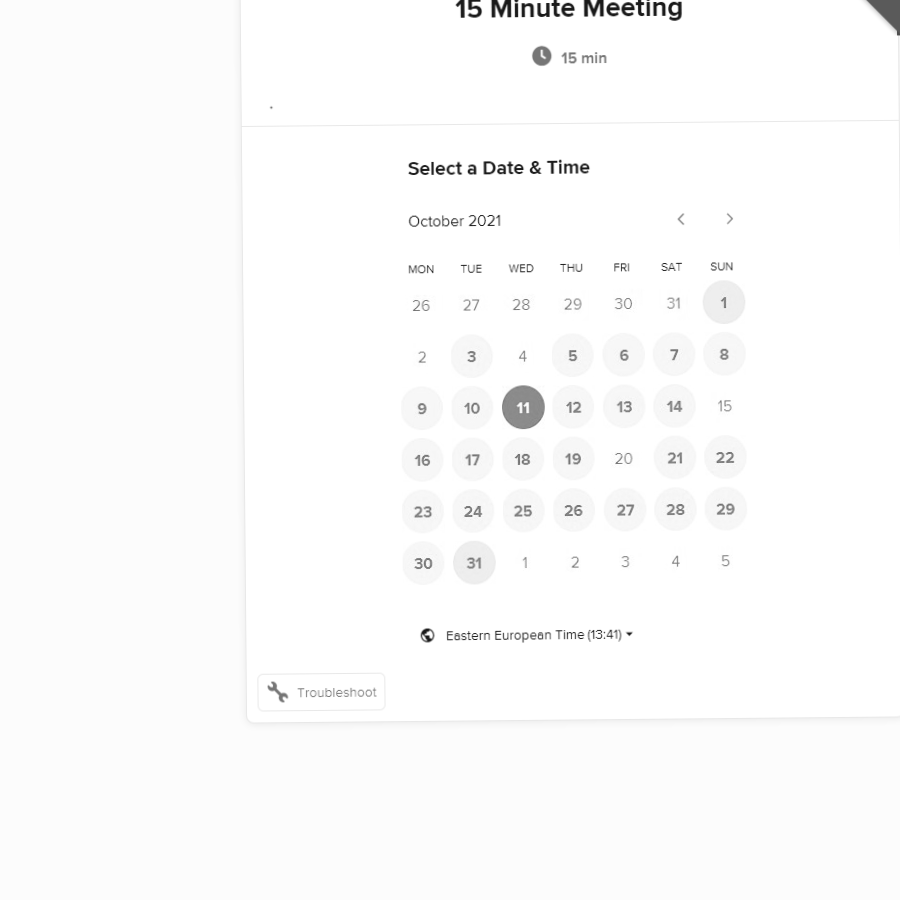 15 Minute Meeting
15 min
.
Select a Date & Time
October 2021
MON TUE WED THU FRI SAT SUN
26 27 28 29 30 31 1
2 3 4 5 6 7 8
9 10 11 12 13 14 15
16 17 18 19 20 21 22
23 24 25 26 27 28 29
30 31 1 2 3 4 5
Eastern European Time (13:41)
Troubleshoot